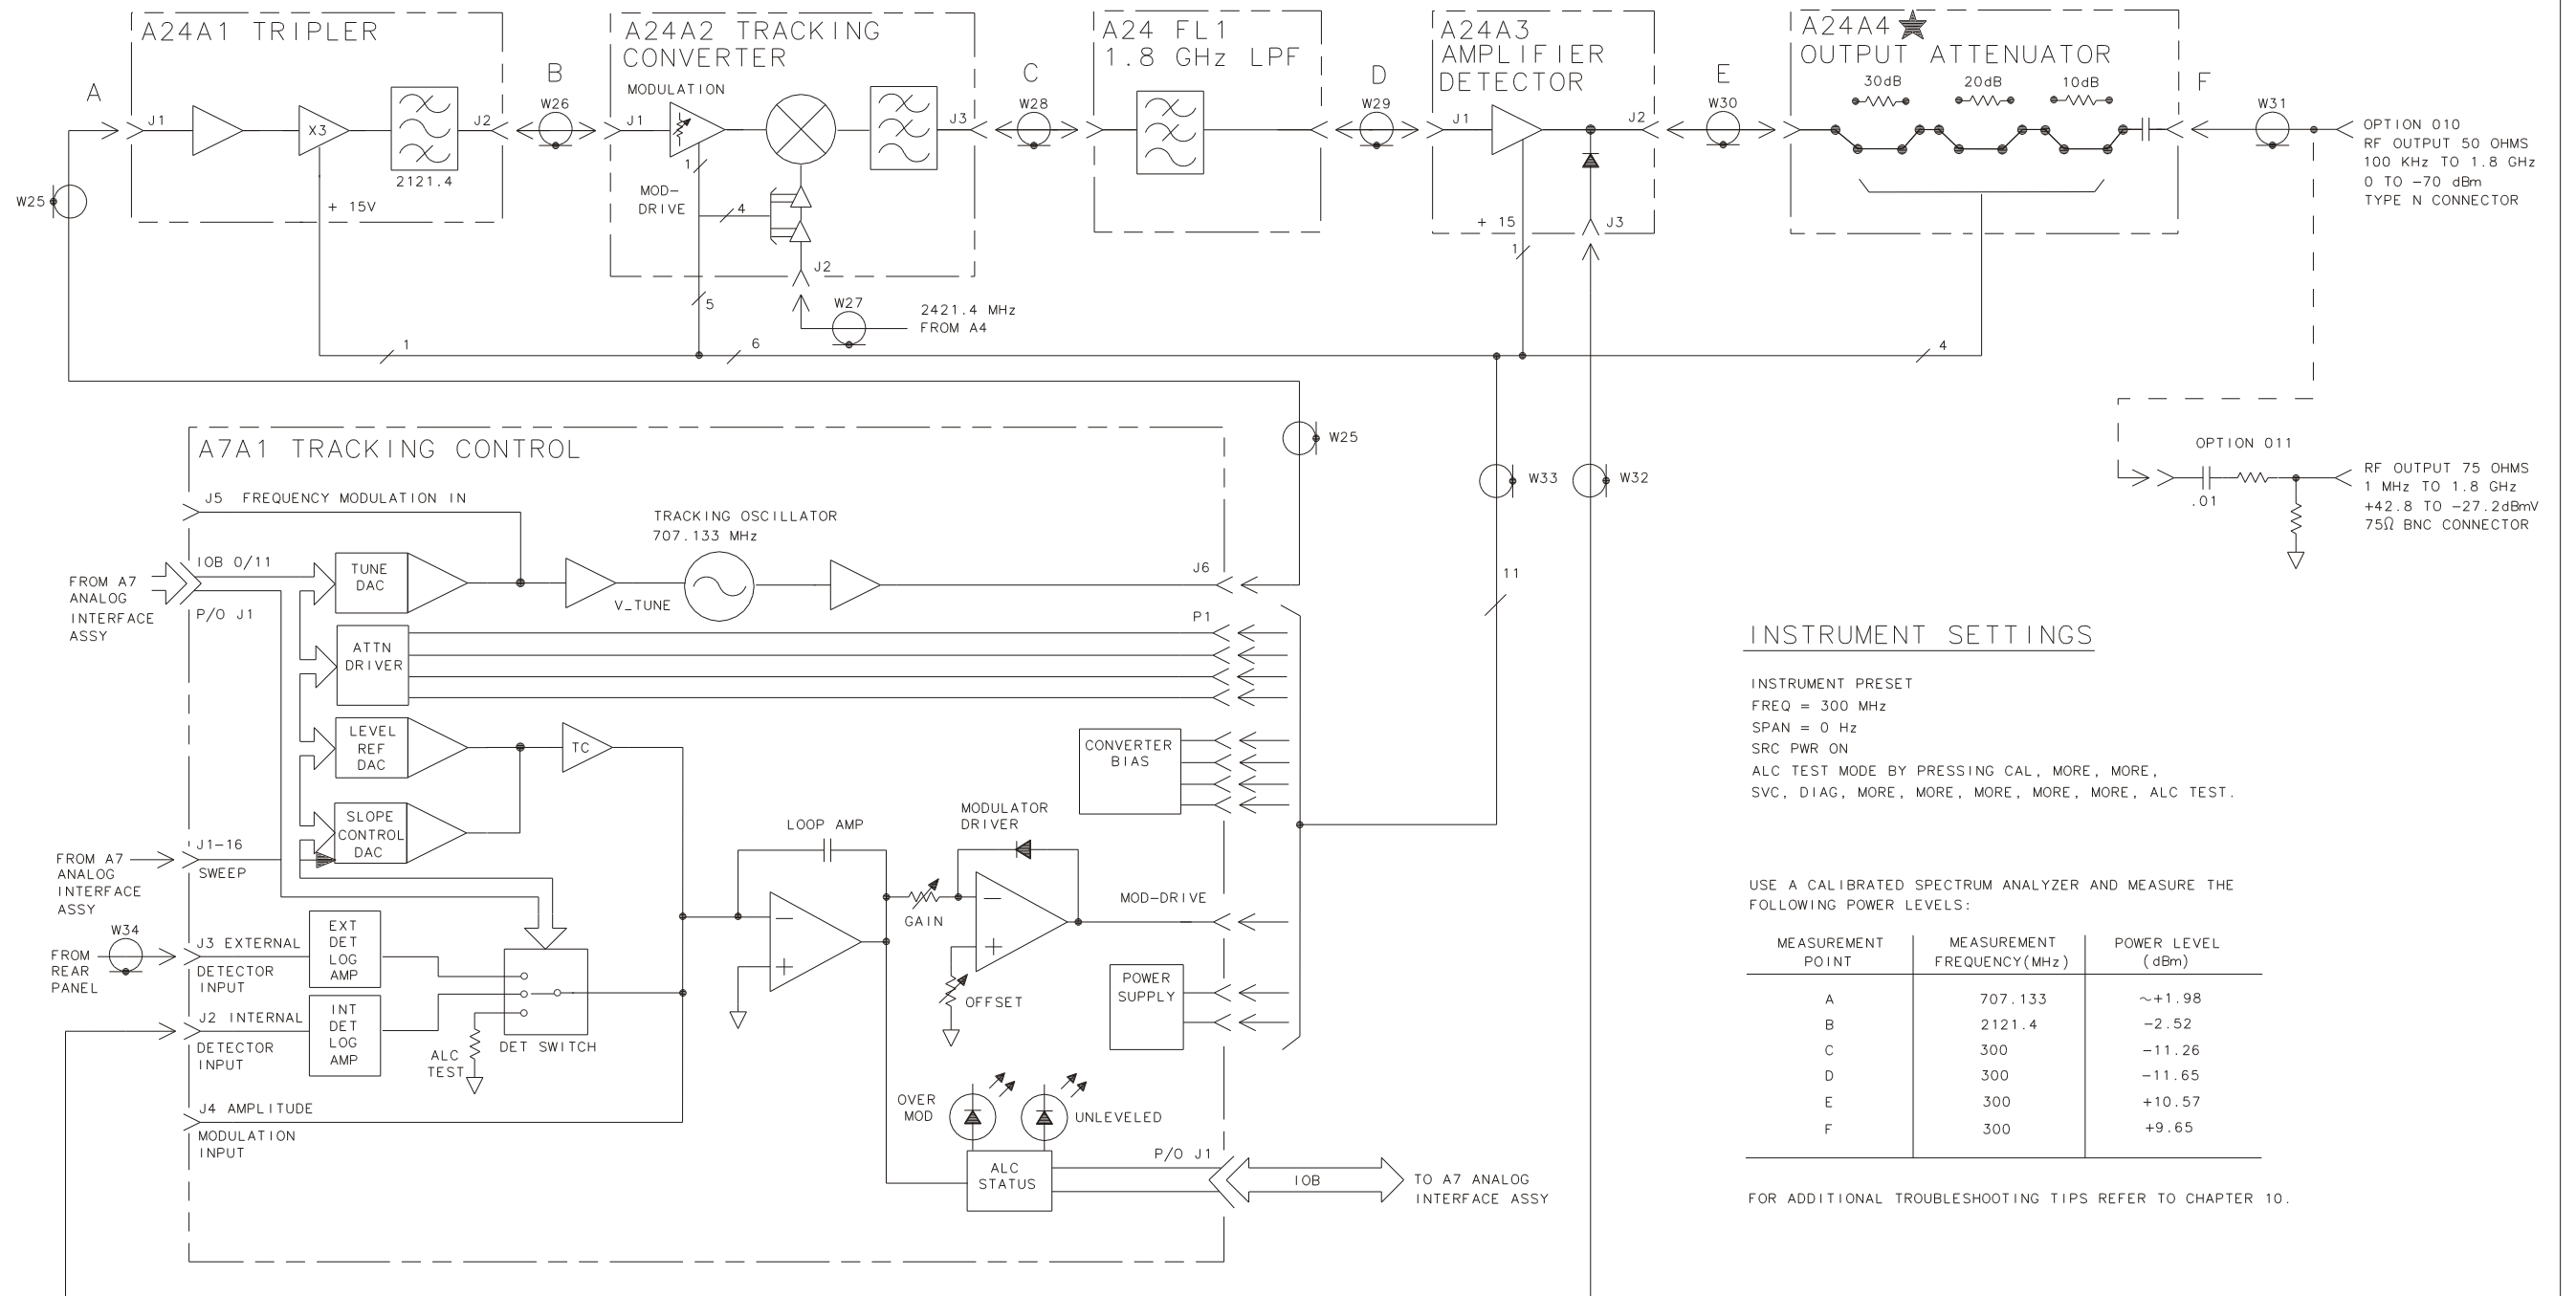 A24A1 TRIPLER
A
J1
X3
J2
2121.4
+ 15V
W25
B
W26
A24A2 TRACKING
CONVERTER
MODULATION
J1
J3
1
MOD-
DRIVE
4
J2
5
W27
2421.4 MHz
FROM A4
1
6
C
W28
A24 FL1
1.8 GHz LPF
D
W29
A24A3
AMPLIFIER
DETECTOR
J1
J2
+ 15
J3
1
E
W30
A24A4
OUTPUT ATTENUATOR
30dB
20dB
10dB
4
F
W31
OPTION 010
RF OUTPUT 50 OHMS
100 KHz TO 1.8 GHz
0 TO -70 dBm
TYPE N CONNECTOR
OPTION 011
.01
RF OUTPUT 75 OHMS
1 MHz TO 1.8 GHz
+42.8 TO -27.2dBmV
75Ω BNC CONNECTOR
W25
W33
W32
11
A7A1 TRACKING CONTROL
J5 FREQUENCY MODULATION IN
TRACKING OSCILLATOR
707.133 MHz
IOB 0/11
FROM A7
ANALOG
INTERFACE
ASSY
P/O J1
TUNE
DAC
V_TUNE
J6
P1
ATTN
DRIVER
LEVEL
REF
DAC
TC
SLOPE
CONTROL
DAC
CONVERTER
BIAS
J1-16
SWEEP
FROM A7
ANALOG
INTERFACE
ASSY
LOOP AMP
MODULATOR
DRIVER
GAIN
MOD-DRIVE
OFFSET
POWER
SUPPLY
W34
FROM
REAR
PANEL
J3 EXTERNAL
DETECTOR
INPUT
EXT
DET
LOG
AMP
J2 INTERNAL
DETECTOR
INPUT
INT
DET
LOG
AMP
ALC
TEST
DET SWITCH
J4 AMPLITUDE
MODULATION
INPUT
OVER
MOD
UNLEVELED
ALC
STATUS
P/O J1
IOB
TO A7 ANALOG
INTERFACE ASSY
INSTRUMENT SETTINGS
INSTRUMENT PRESET
FREQ = 300 MHz
SPAN = 0 Hz
SRC PWR ON
ALC TEST MODE BY PRESSING CAL, MORE, MORE,
SVC, DIAG, MORE, MORE, MORE, MORE, MORE, ALC TEST.
USE A CALIBRATED SPECTRUM ANALYZER AND MEASURE THE
FOLLOWING POWER LEVELS:
MEASUREMENT POINT MEASUREMENT FREQUENCY(MHz) POWER LEVEL (dBm)
A 707.133 ~+1.98
B 2121.4 -2.52
C 300 -11.26
D 300 -11.65
E 300 +10.57
F 300 +9.65
FOR ADDITIONAL TROUBLESHOOTING TIPS REFER TO CHAPTER 10.